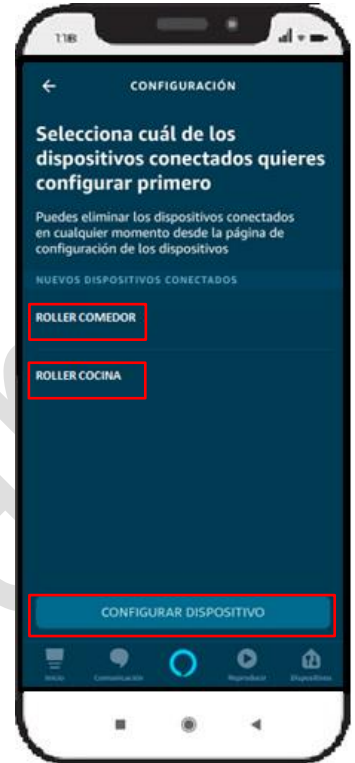 11:18
CONFIGURACIÓN
Selecciona cuál de los
dispositivos conectados quieres
configurar primero
Puedes eliminar los dispositivos conectados
en cualquier momento desde la página de
configuración de los dispositivos
NUEVOS DISPOSITIVOS CONECTADOS
ROLLER COMEDOR
ROLLER COCINA
CONFIGURAR DISPOSITIVO
Inicio Comunicación Reproducir Dispositivos